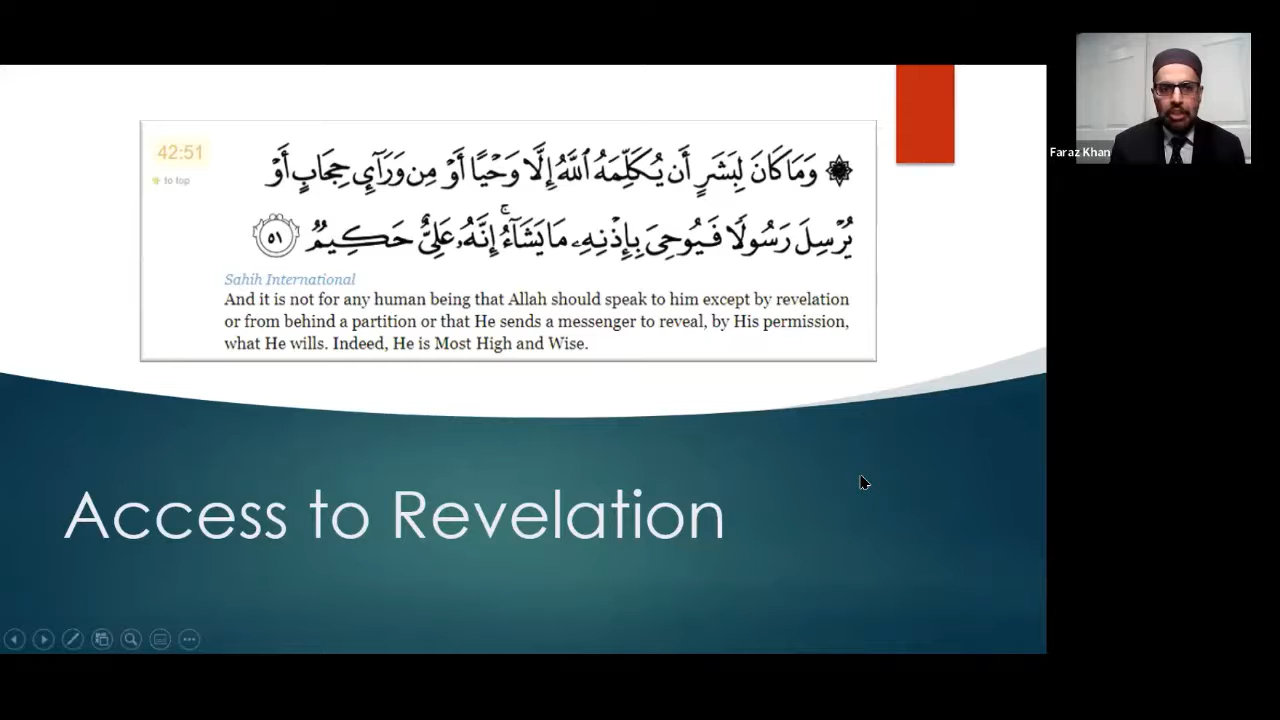 42:51
to top
۞ وَمَا كَانَ لِبَشَرٍ أَن يُكَلِّمَهُ ٱللَّهُ إِلَّا وَحْيًا أَوْ مِن وَرَآئِ حِجَابٍ أَوْ
يُرْسِلَ رَسُولًا فَيُوحِىَ بِإِذْنِهِۦ مَا يَشَآءُ ۚ إِنَّهُۥ عَلِىٌّ حَكِيمٌ ٥١
Sahih International
And it is not for any human being that Allah should speak to him except by revelation
or from behind a partition or that He sends a messenger to reveal, by His permission,
what He wills. Indeed, He is Most High and Wise.
Access to Revelation
Faraz Khan